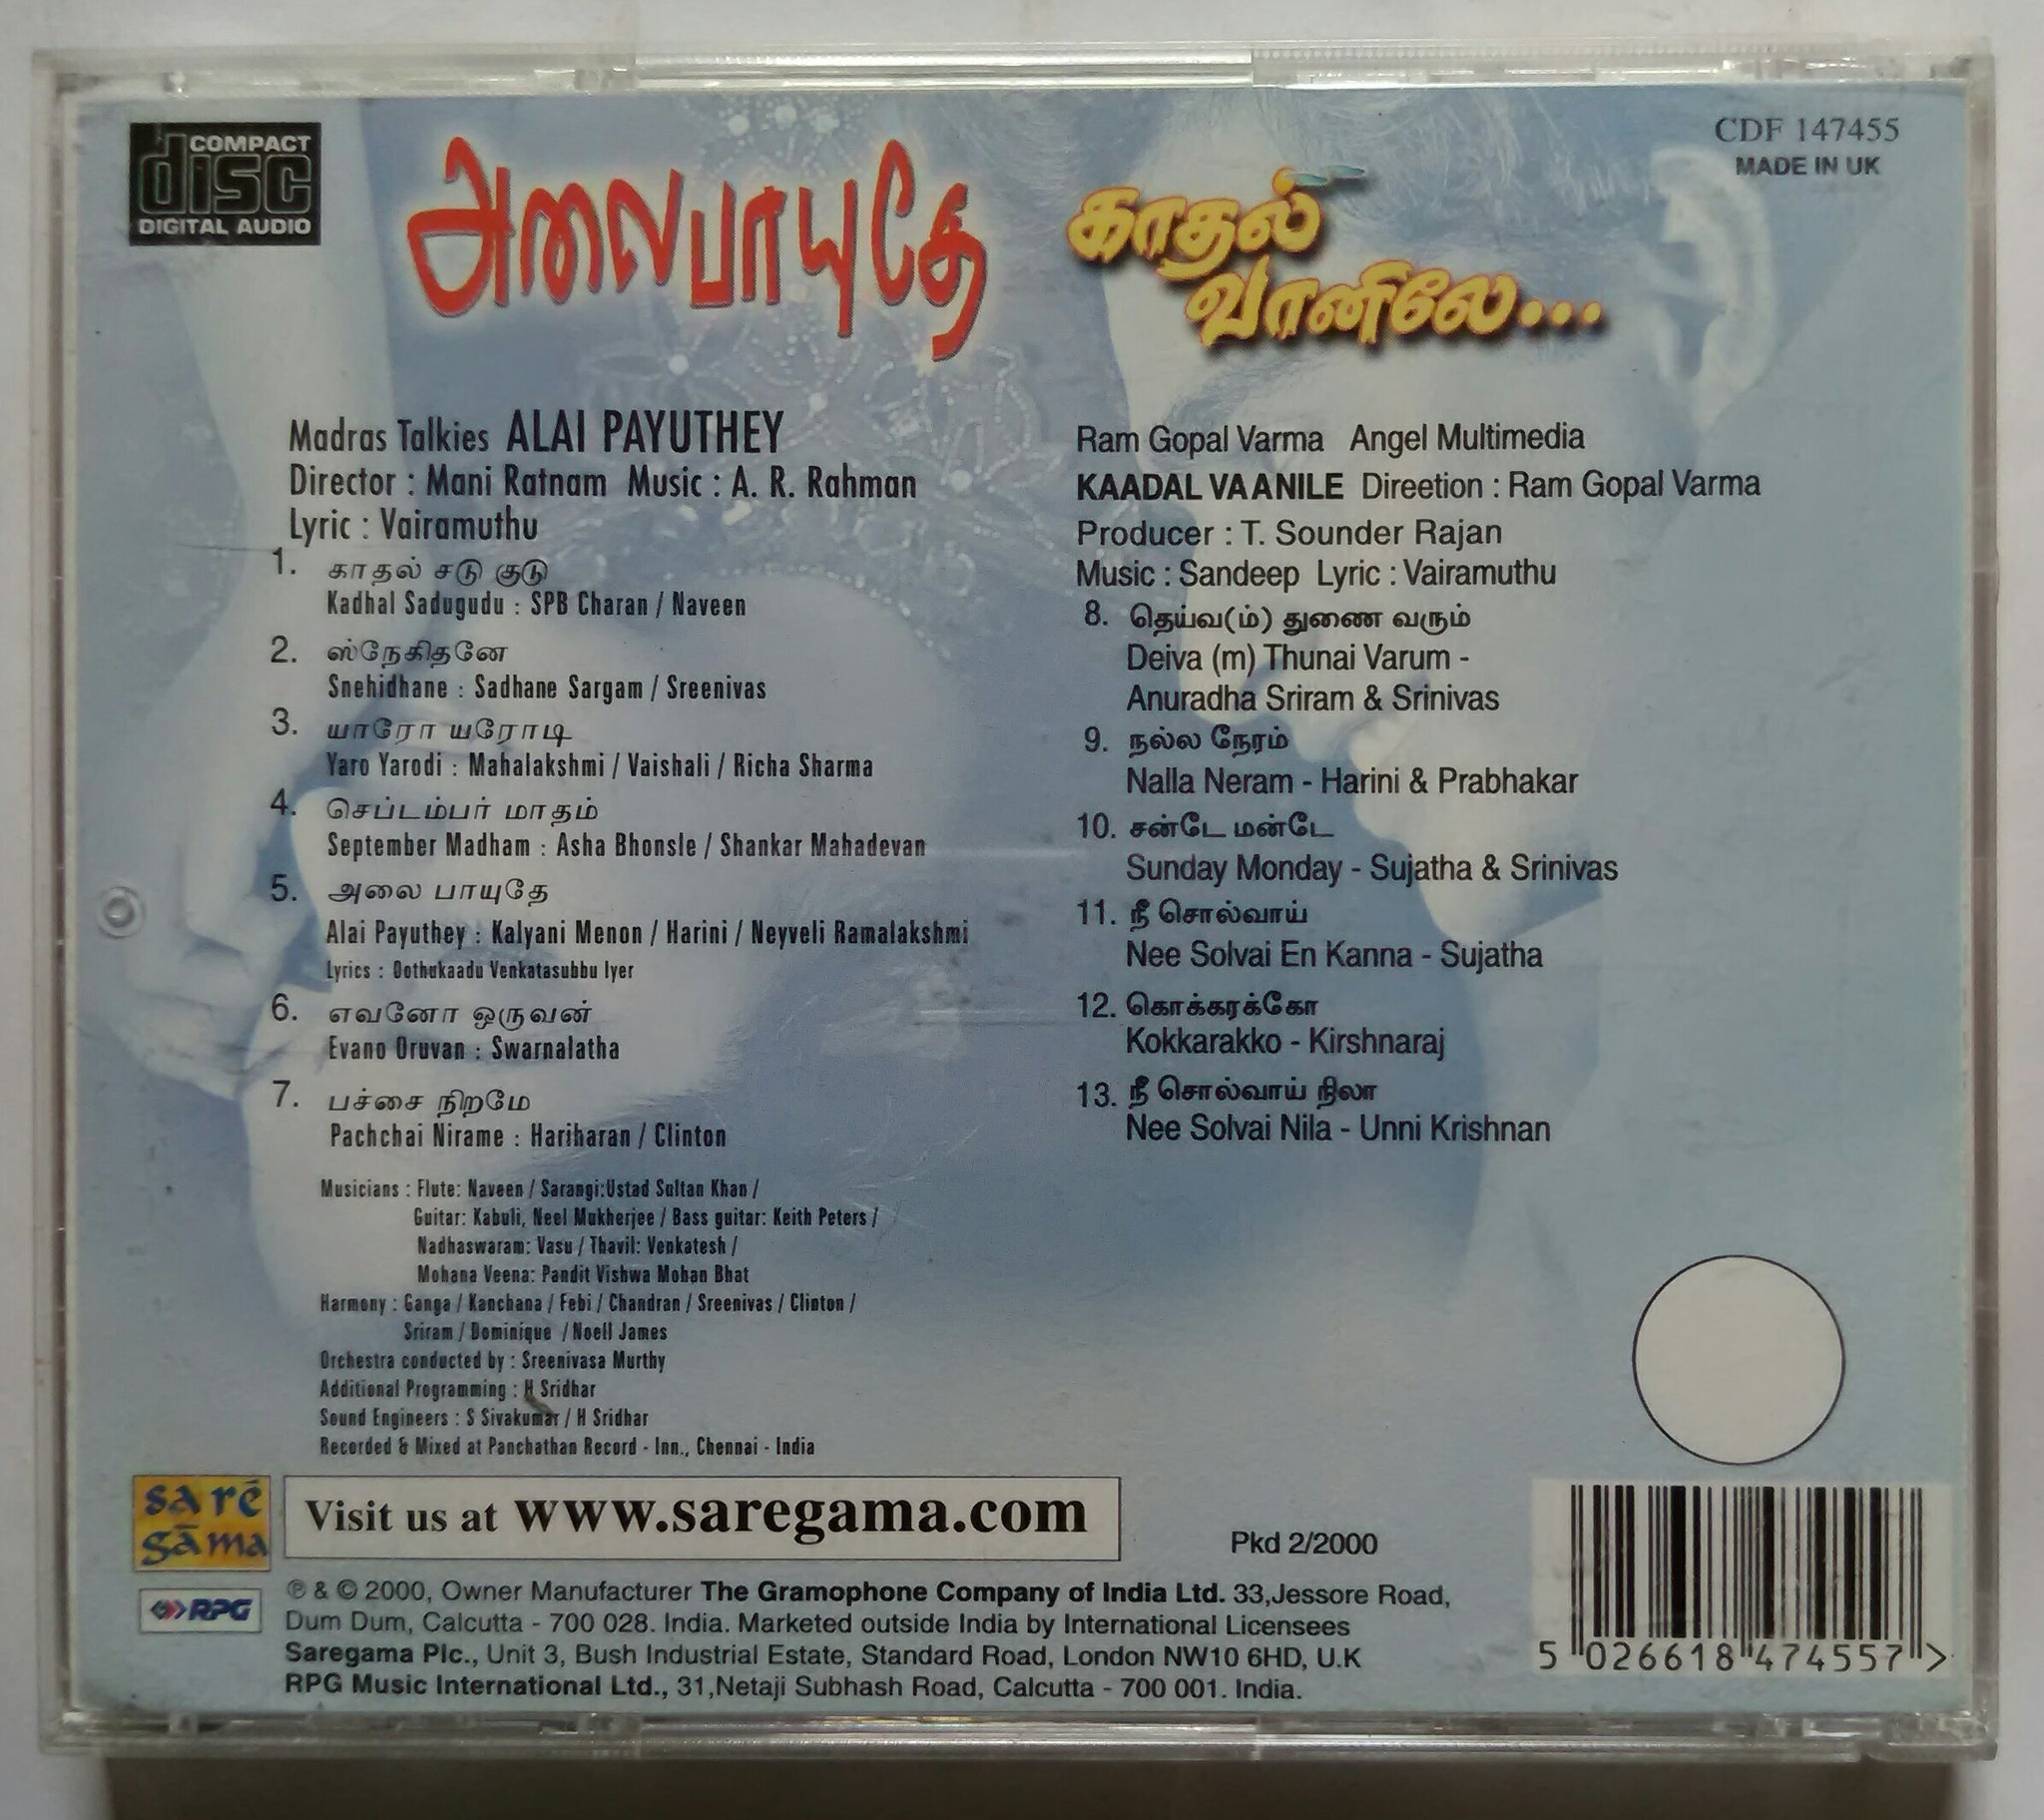 COMPACT
disc
DIGITAL AUDIO
அலைபாயுதே
காதல்
வானிலே...
CDF 147455
MADE IN UK
Madras Talkies ALAI PAYUTHEY
Director : Mani Ratnam Music : A. R. Rahman
Lyric : Vairamuthu
1. காதல் சடு குடு
Kadhal Sadugudu : SPB Charan / Naveen
2. ஸ்நேகிதனே
Snehidhane : Sadhane Sargam / Sreenivas
3. யாரோ யரோடி
Yaro Yarodi : Mahalakshmi / Vaishali / Richa Sharma
4. செப்டம்பர் மாதம்
September Madham : Asha Bhonsle / Shankar Mahadevan
5. அலை பாயுதே
Alai Payuthey : Kalyani Menon / Harini / Neyveli Ramalakshmi
Lyrics : Oothukaadu Venkatasubbu Iyer
6. எவனோ ஒருவன்
Evano Oruvan : Swarnalatha
7. பச்சை நிறமே
Pachchai Nirame : Hariharan / Clinton
Musicians : Flute: Naveen / Sarangi:Ustad Sultan Khan /
Guitar: Kabuli, Neel Mukherjee / Bass guitar: Keith Peters /
Nadhaswaram: Vasu / Thavil: Venkatesh /
Mohana Veena: Pandit Vishwa Mohan Bhat
Harmony : Ganga / Kanchana / Febi / Chandran / Sreenivas / Clinton /
Sriram / Dominique / Noell James
Orchestra conducted by : Sreenivasa Murthy
Additional Programming : H Sridhar
Sound Engineers : S Sivakumar / H Sridhar
Recorded & Mixed at Panchathan Record - Inn., Chennai - India
Ram Gopal Varma Angel Multimedia
KAADAL VAANILE Direetion : Ram Gopal Varma
Producer : T. Sounder Rajan
Music : Sandeep Lyric : Vairamuthu
8. தெய்வ(ம்) துணை வரும்
Deiva (m) Thunai Varum -
Anuradha Sriram & Srinivas
9. நல்ல நேரம்
Nalla Neram - Harini & Prabhakar
10. சன்டே மன்டே
Sunday Monday - Sujatha & Srinivas
11. நீ சொல்வாய்
Nee Solvai En Kanna - Sujatha
12. கொக்கரக்கோ
Kokkarakko - Kirshnaraj
13. நீ சொல்வாய் நிலா
Nee Solvai Nila - Unni Krishnan
saré
gāma
RPG
Visit us at www.saregama.com
Pkd 2/2000
℗ & © 2000, Owner Manufacturer The Gramophone Company of India Ltd. 33,Jessore Road,
Dum Dum, Calcutta - 700 028. India. Marketed outside India by International Licensees
Saregama Plc., Unit 3, Bush Industrial Estate, Standard Road, London NW10 6HD, U.K
RPG Music International Ltd., 31,Netaji Subhash Road, Calcutta - 700 001. India.
5 026618 474557 >